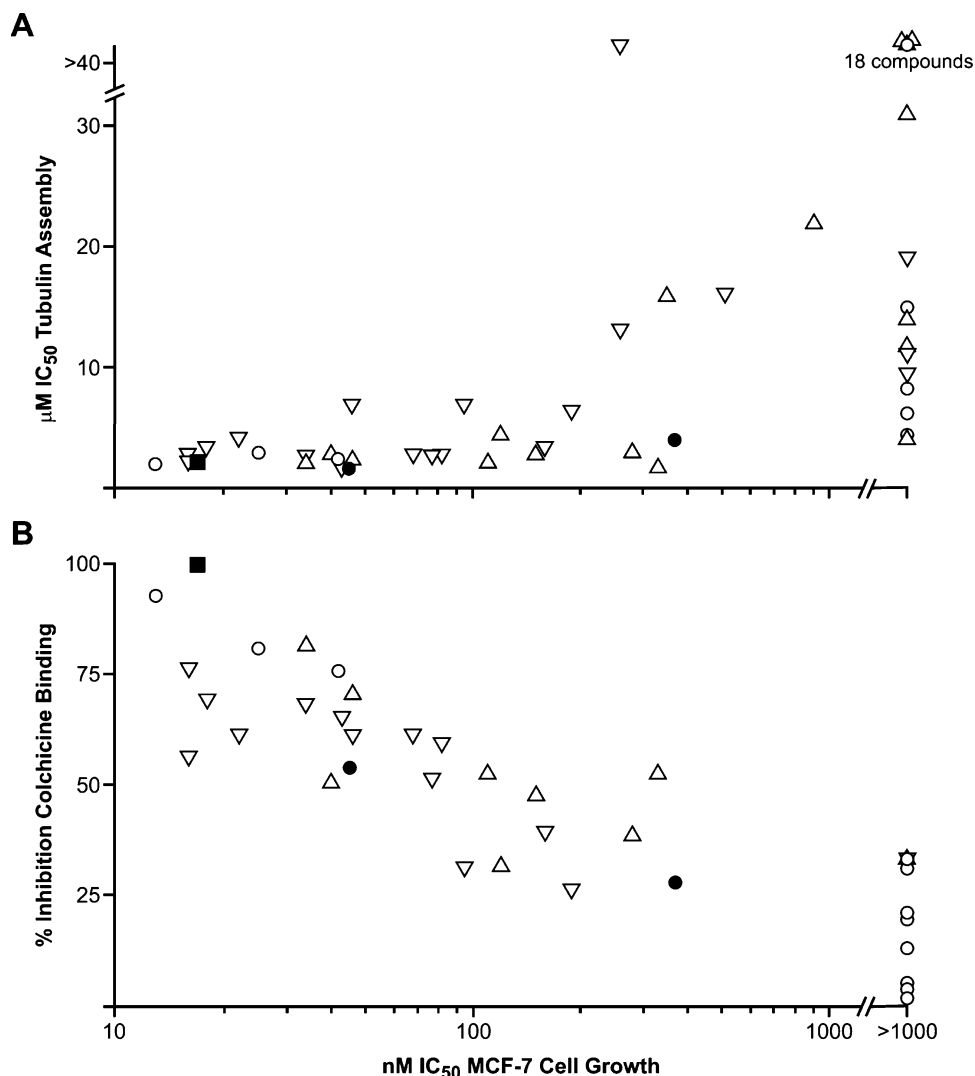 A
>40
18 compounds
30
20
10
μM IC50 Tubulin Assembly
B
100
75
50
25
% Inhibition Colchicine Binding
10 100 1000 >1000
nM IC50 MCF-7 Cell Growth